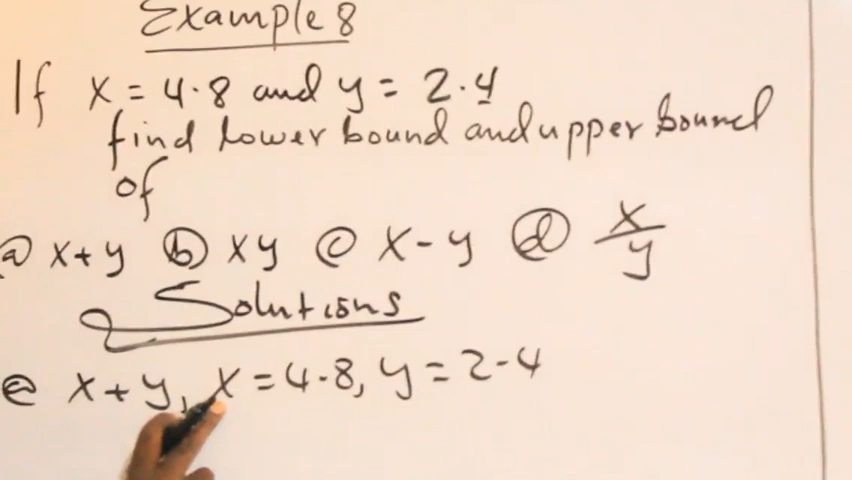 Example 8
If x = 4.8 and y = 2.4
find lower bound and upper bound
of
ⓐ x+y ⓑ xy ⓒ x-y ⓓ x/y
Solutions
ⓐ x+y, x=4.8, y=2.4